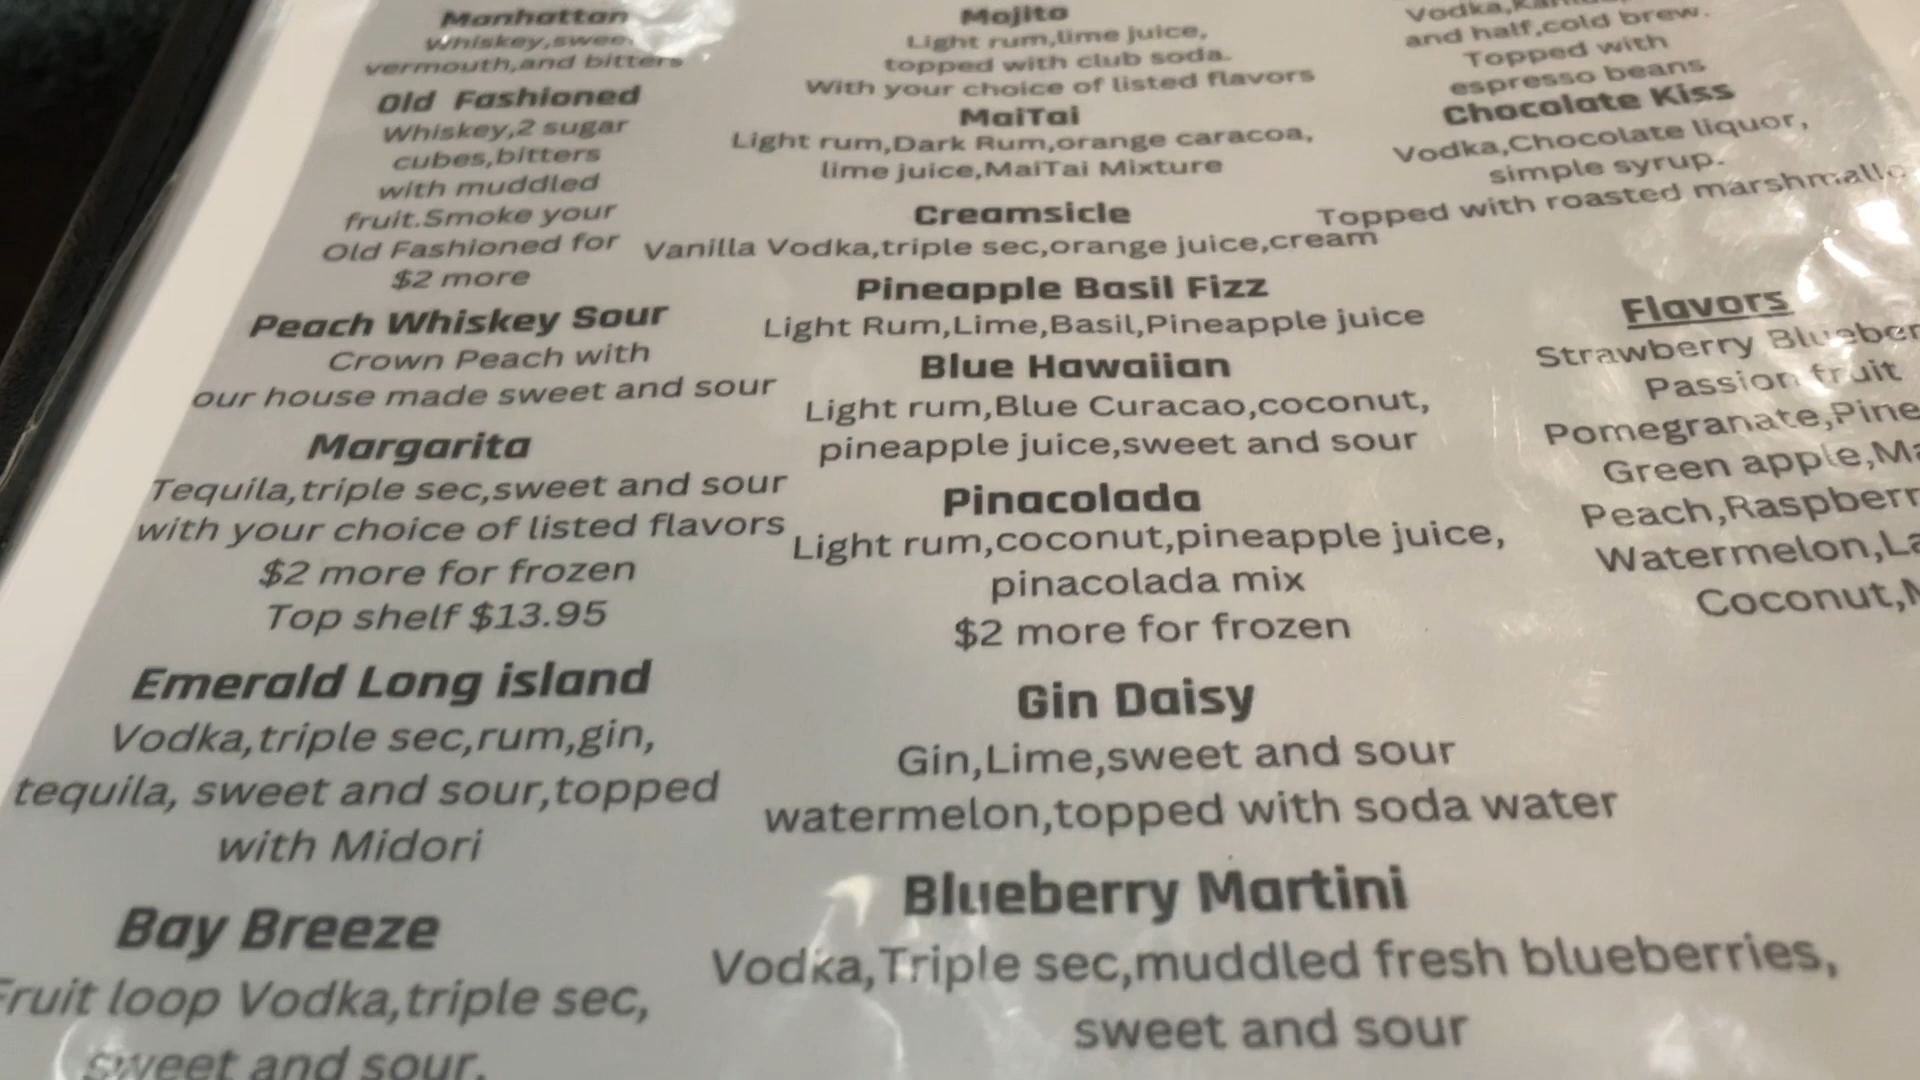 Manhattan
Whiskey,
vermouth,and bitters
Old Fashioned
Whiskey,2 sugar
cubes,bitters
with muddled
fruit.Smoke your
Old Fashioned for
$2 more
Peach Whiskey Sour
Crown Peach with
our house made sweet and sour
Margarita
Tequila,triple sec,sweet and sour
with your choice of listed flavors
$2 more for frozen
Top shelf $13.95
Emerald Long island
Vodka,triple sec,rum,gin,
tequila, sweet and sour,topped
with Midori
Bay Breeze
Fruit loop Vodka,triple sec,
sweet and sour.
Mojito
Light rum,lime juice,
topped with club soda.
With your choice of listed flavors
MaiTai
Light rum,Dark Rum,orange caracoa,
lime juice,MaiTai Mixture
Creamsicle
Vanilla Vodka,triple sec,orange juice,cream
Pineapple Basil Fizz
Light Rum,Lime,Basil,Pineapple juice
Blue Hawaiian
Light rum,Blue Curacao,coconut,
pineapple juice,sweet and sour
Pinacolada
Light rum,coconut,pineapple juice,
pinacolada mix
$2 more for frozen
Gin Daisy
Gin,Lime,sweet and sour
watermelon,topped with soda water
Blueberry Martini
Vodka,Triple sec,muddled fresh blueberries,
sweet and sour
Vodka,
and half,cold brew.
Topped with
espresso beans
Chocolate Kiss
Vodka,Chocolate liquor,
simple syrup.
Topped with roasted marshmallo
Flavors
Strawberry Blueber
Passion fruit
Pomegranate,Pine
Green apple,Ma
Peach,Raspberr
Watermelon,La
Coconut,